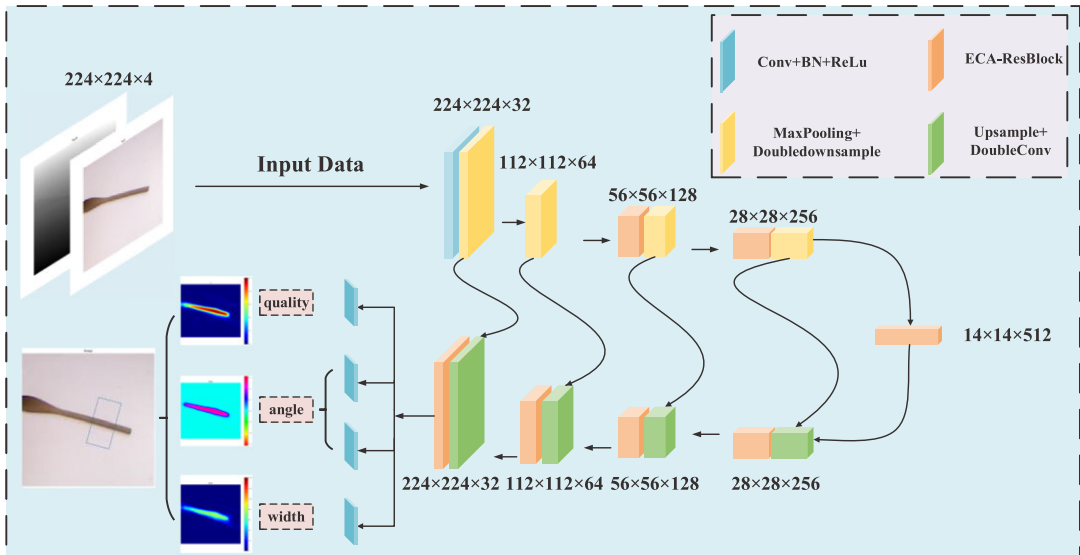 224×224×4
Input Data
224×224×32
112×112×64
56×56×128
28×28×256
14×14×512
Conv+BN+ReLu
ECA-ResBlock
MaxPooling+
Doubledownsample
Upsample+
DoubleConv
quality
angle
width
224×224×32
112×112×64
56×56×128
28×28×256